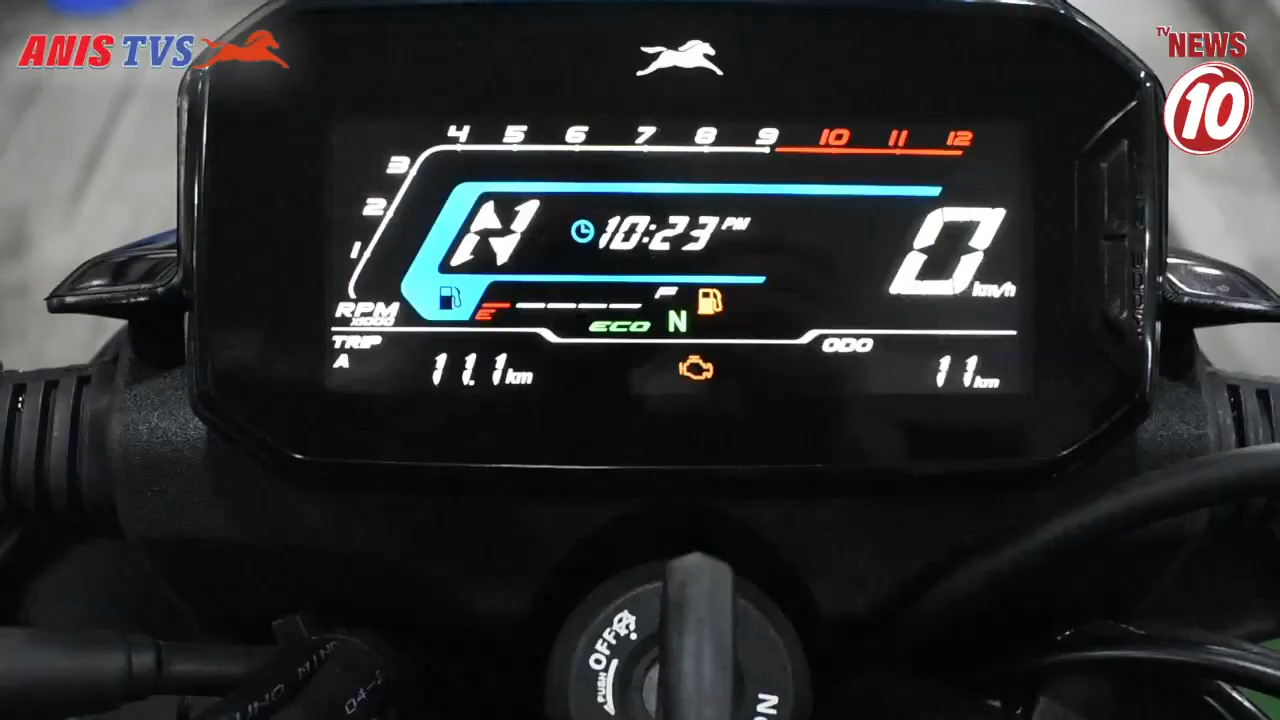 ANIS TVS
TV NEWS
10
4 5 6 7 8 9 10 11 12
3
2
1
N 10:23 PM 0 km/h
RPM
x1000
E F
ECO N
TRIP
A
11.1 km
ODO
11 km
MODE
OFF
PUSH